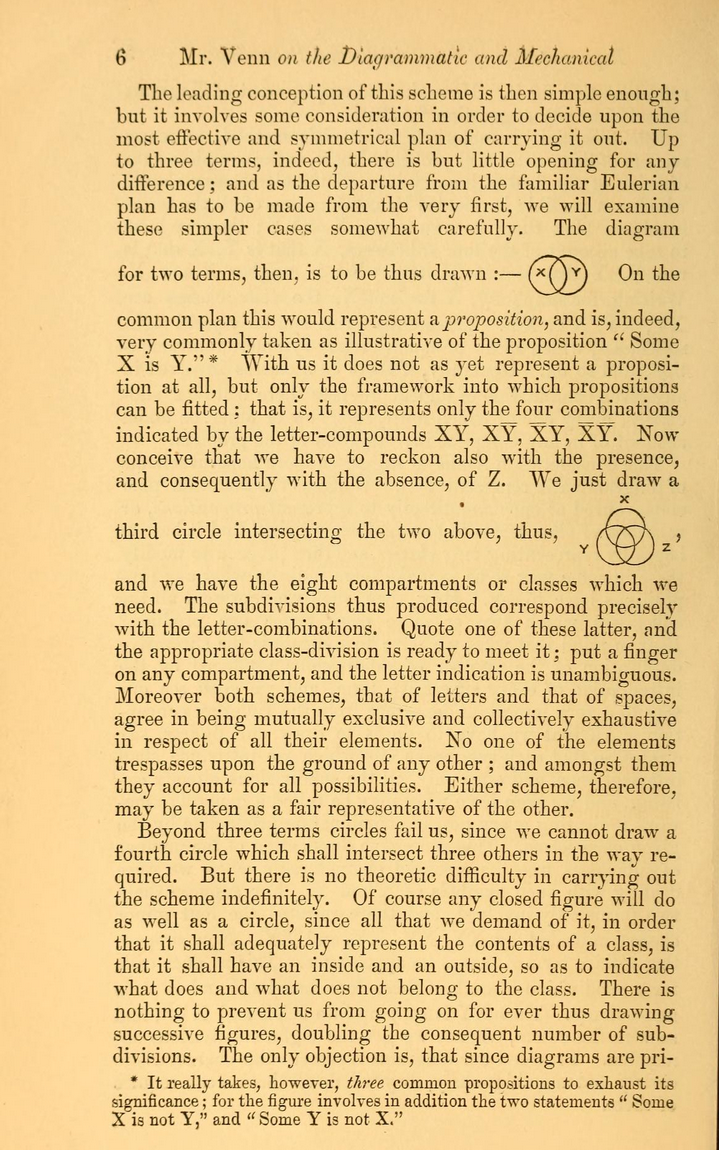 6 Mr. Venn on the Diagrammatic and Mechanical
The leading conception of this scheme is then simple enough;
but it involves some consideration in order to decide upon the
most effective and symmetrical plan of carrying it out. Up
to three terms, indeed, there is but little opening for any
difference; and as the departure from the familiar Eulerian
plan has to be made from the very first, we will examine
these simpler cases somewhat carefully. The diagram
for two terms, then, is to be thus drawn :— X Y On the
common plan this would represent a proposition, and is, indeed,
very commonly taken as illustrative of the proposition “ Some
X is Y.” * With us it does not as yet represent a proposi-
tion at all, but only the framework into which propositions
can be fitted; that is, it represents only the four combinations
indicated by the letter-compounds XY, XY̅, X̅Y, X̅Y̅. Now
conceive that we have to reckon also with the presence,
and consequently with the absence, of Z. We just draw a
X
third circle intersecting the two above, thus, Y Z ,
and we have the eight compartments or classes which we
need. The subdivisions thus produced correspond precisely
with the letter-combinations. Quote one of these latter, and
the appropriate class-division is ready to meet it; put a finger
on any compartment, and the letter indication is unambiguous.
Moreover both schemes, that of letters and that of spaces,
agree in being mutually exclusive and collectively exhaustive
in respect of all their elements. No one of the elements
trespasses upon the ground of any other ; and amongst them
they account for all possibilities. Either scheme, therefore,
may be taken as a fair representative of the other.
Beyond three terms circles fail us, since we cannot draw a
fourth circle which shall intersect three others in the way re-
quired. But there is no theoretic difficulty in carrying out
the scheme indefinitely. Of course any closed figure will do
as well as a circle, since all that we demand of it, in order
that it shall adequately represent the contents of a class, is
that it shall have an inside and an outside, so as to indicate
what does and what does not belong to the class. There is
nothing to prevent us from going on for ever thus drawing
successive figures, doubling the consequent number of sub-
divisions. The only objection is, that since diagrams are pri-
* It really takes, however, three common propositions to exhaust its
significance; for the figure involves in addition the two statements “ Some
X is not Y,” and “ Some Y is not X.”